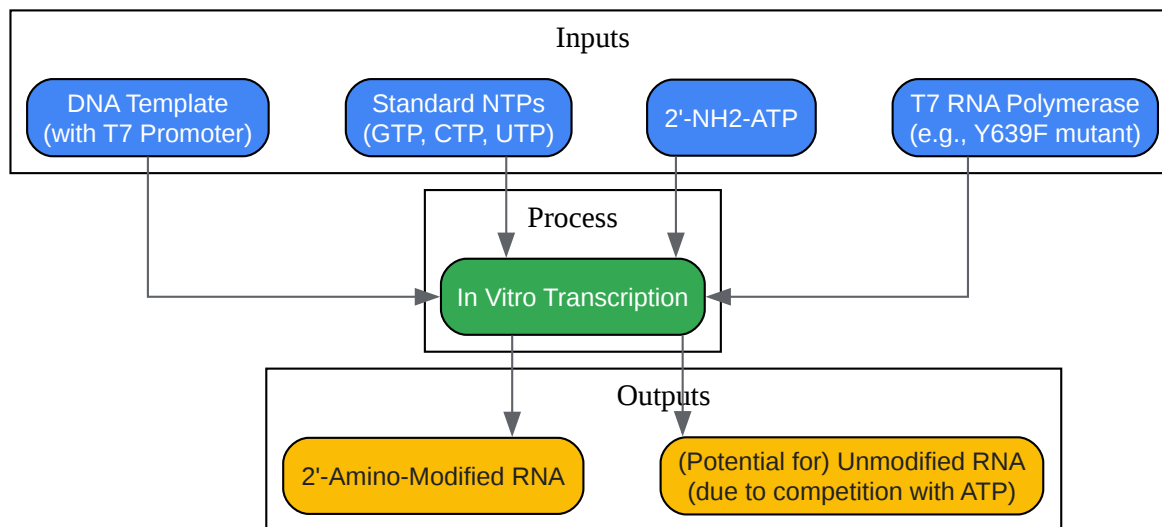 Inputs
DNA Template
(with T7 Promoter)
Standard NTPs
(GTP, CTP, UTP)
2'-NH2-ATP
T7 RNA Polymerase
(e.g., Y639F mutant)
Process
In Vitro Transcription
Outputs
2'-Amino-Modified RNA
(Potential for) Unmodified RNA
(due to competition with ATP)